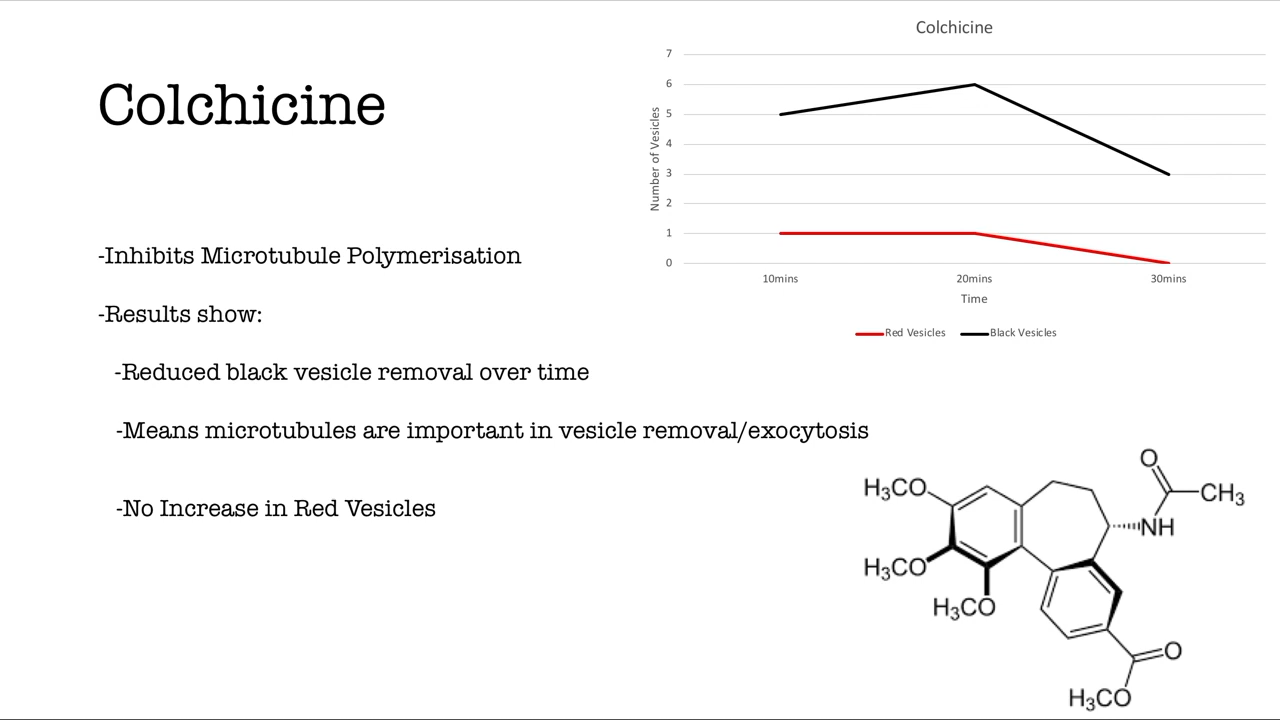 Colchicine
-Inhibits Microtubule Polymerisation
-Results show:
-Reduced black vesicle removal over time
-Means microtubules are important in vesicle removal/exocytosis
-No Increase in Red Vesicles
Colchicine
Number of Vesicles
7
6
5
4
3
2
1
0
10mins 20mins 30mins
Time
Red Vesicles Black Vesicles
O
H₃CO
CH₃
NH
H₃CO
H₃CO
O
H₃CO